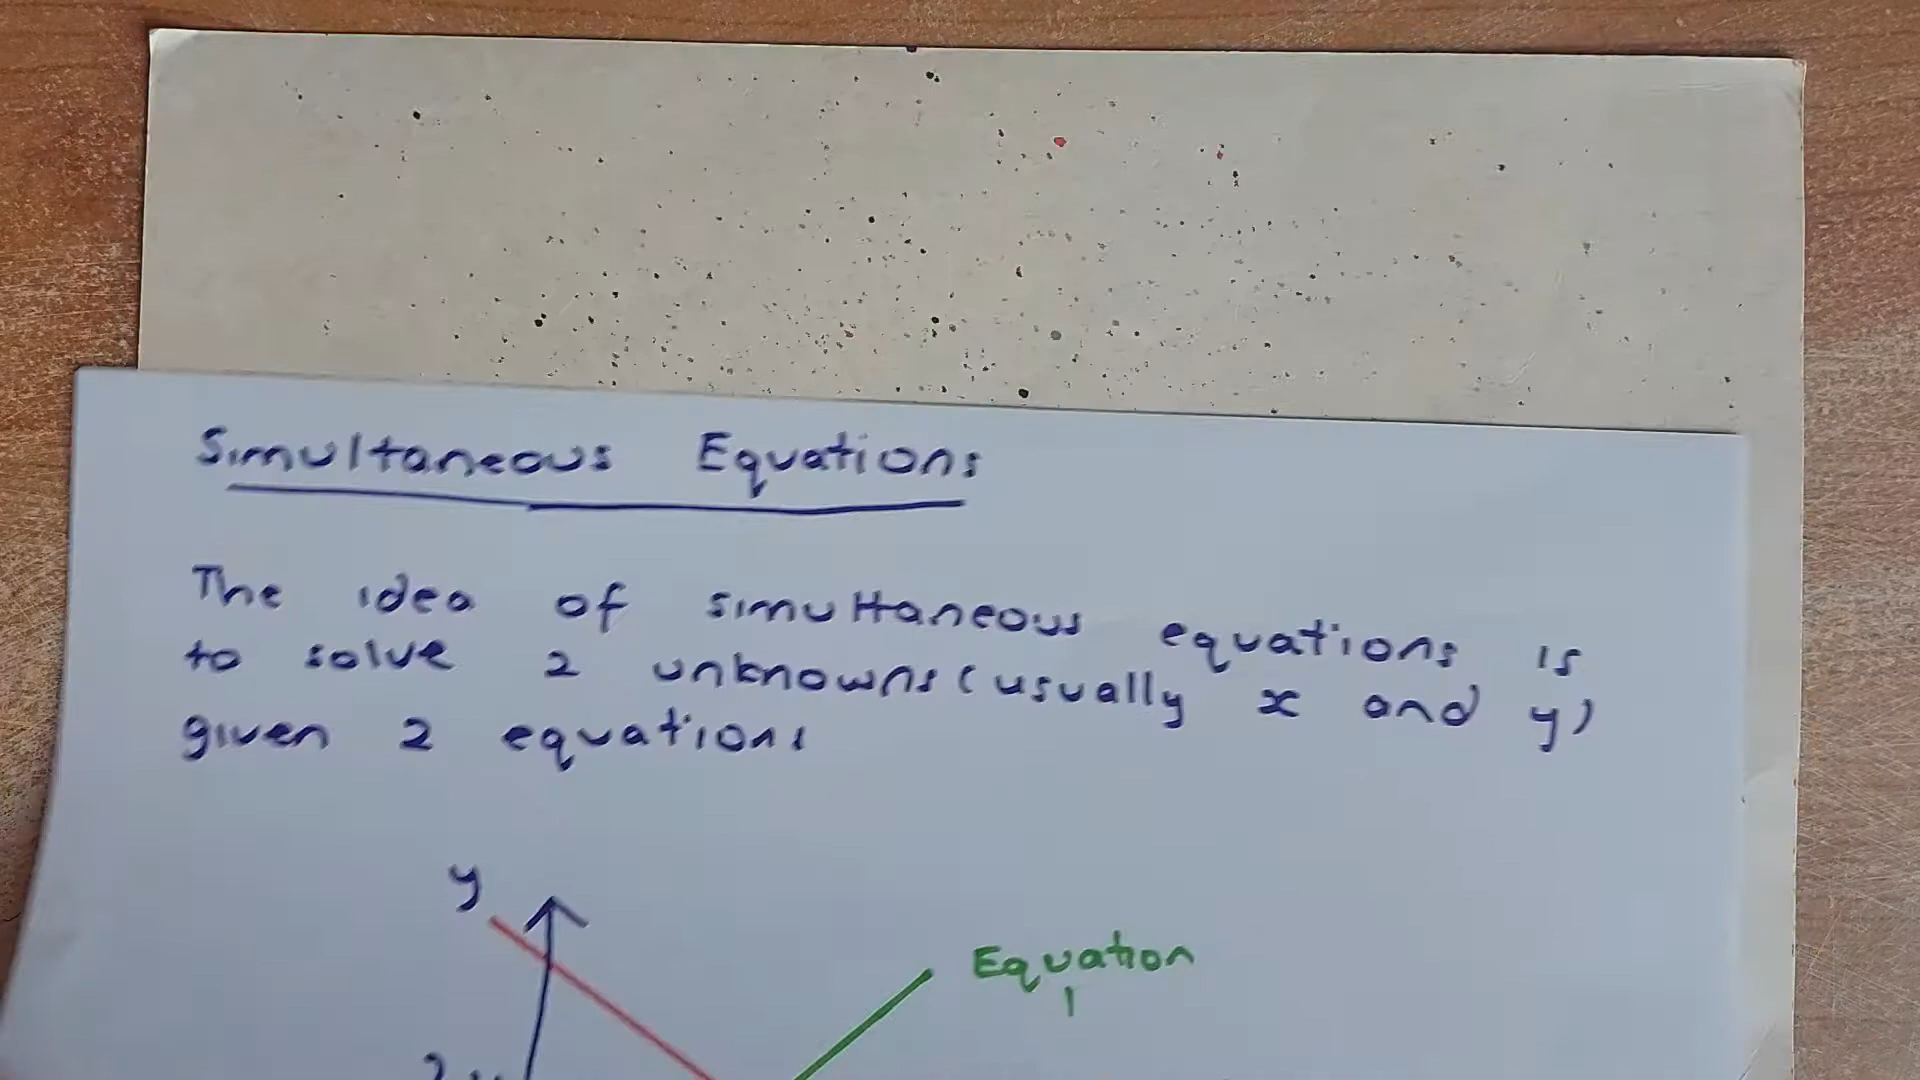 Simultaneous Equations
The idea of simultaneous equations is
to solve 2 unknowns (usually x and y)
given 2 equations
y
Equation
1